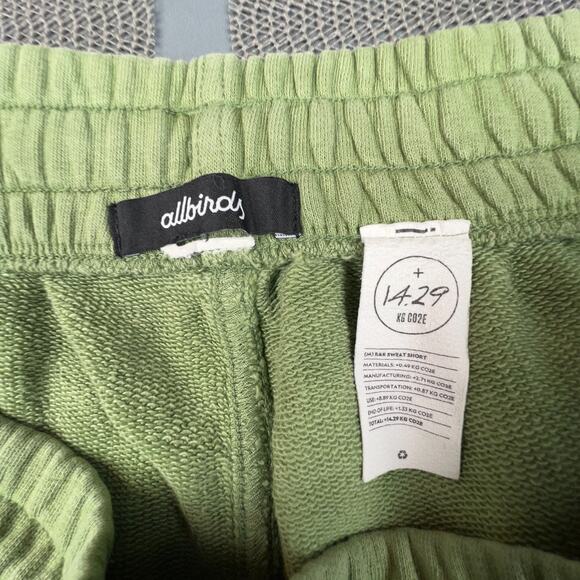 allbirds
+
14.29
KG CO2E
(M) R&R SWEAT SHORT
MATERIALS: +0.49 KG CO2E
MANUFACTURING: +2.71 KG CO2E
TRANSPORTATION: +0.87 KG CO2E
USE: +8.89 KG CO2E
END OF LIFE: +1.33 KG CO2E
TOTAL: +14.29 KG CO2E